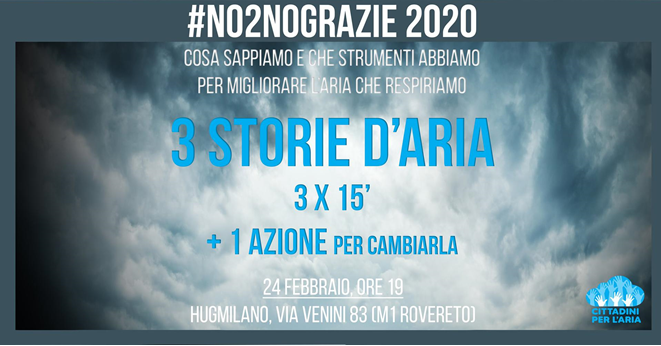 #NO2NOGRAZIE 2020
COSA SAPPIAMO E CHE STRUMENTI ABBIAMO
PER MIGLIORARE L'ARIA CHE RESPIRIAMO
3 STORIE D'ARIA
3 X 15'
+ 1 AZIONE PER CAMBIARLA
24 FEBBRAIO, ORE 19
HUGMILANO, VIA VENINI 83 (M1 ROVERETO)
CITTADINI
PER L'ARIA